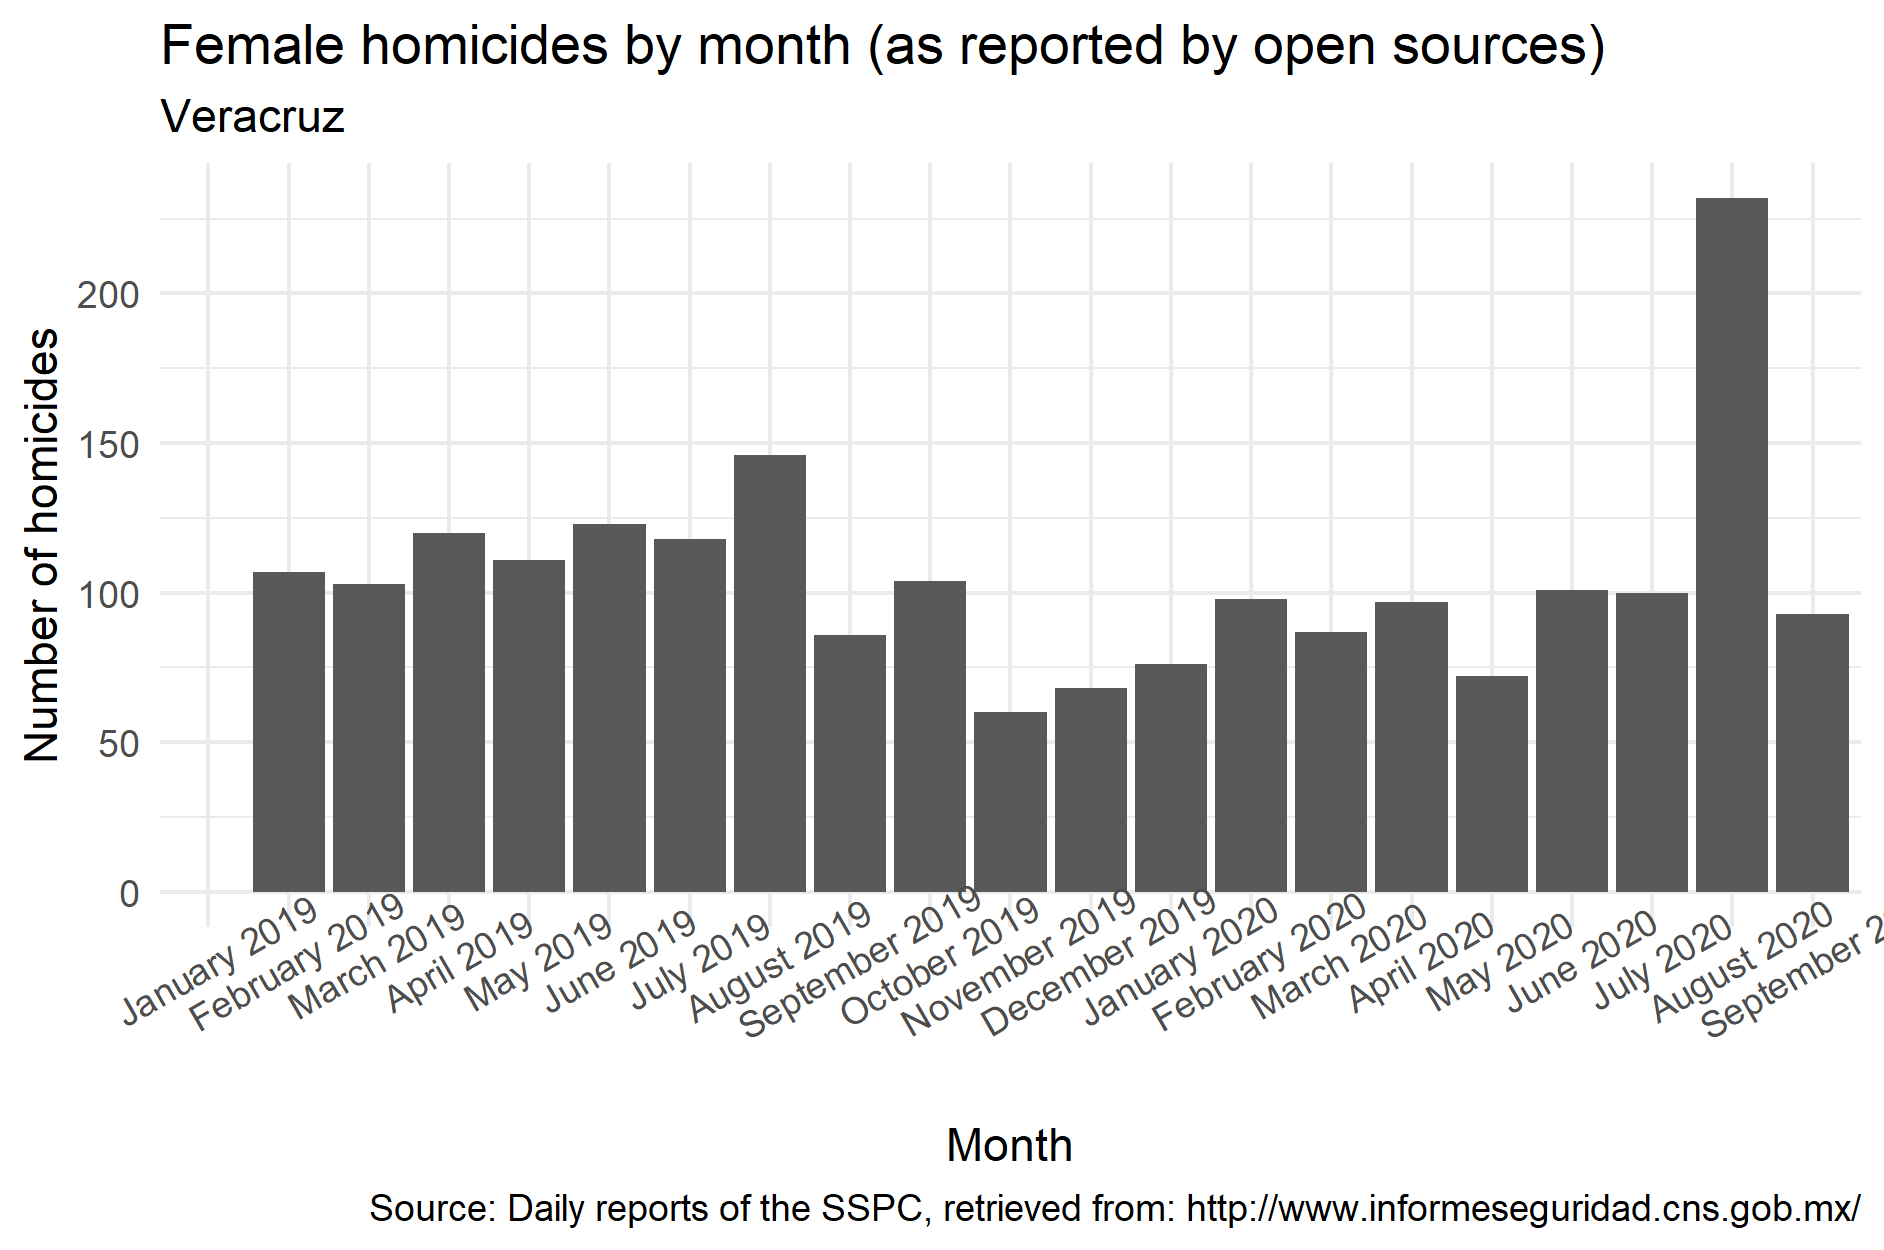 Female homicides by month (as reported by open sources)
Veracruz
Number of homicides
200
150
100
50
0
January 2019
February 2019
March 2019
April 2019
May 2019
June 2019
July 2019
August 2019
September 2019
October 2019
November 2019
December 2019
January 2020
February 2020
March 2020
April 2020
May 2020
June 2020
July 2020
August 2020
September 2
Month
Source: Daily reports of the SSPC, retrieved from: http://www.informeseguridad.cns.gob.mx/